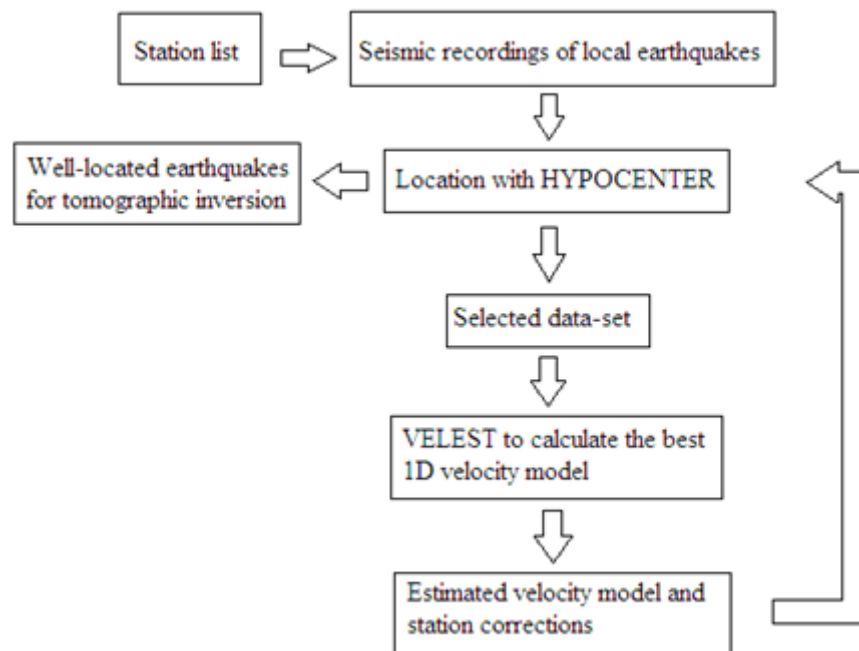 Station list
Seismic recordings of local earthquakes
Well-located earthquakes
for tomographic inversion
Location with HYPOCENTER
Selected data-set
VELEST to calculate the best
1D velocity model
Estimated velocity model and
station corrections